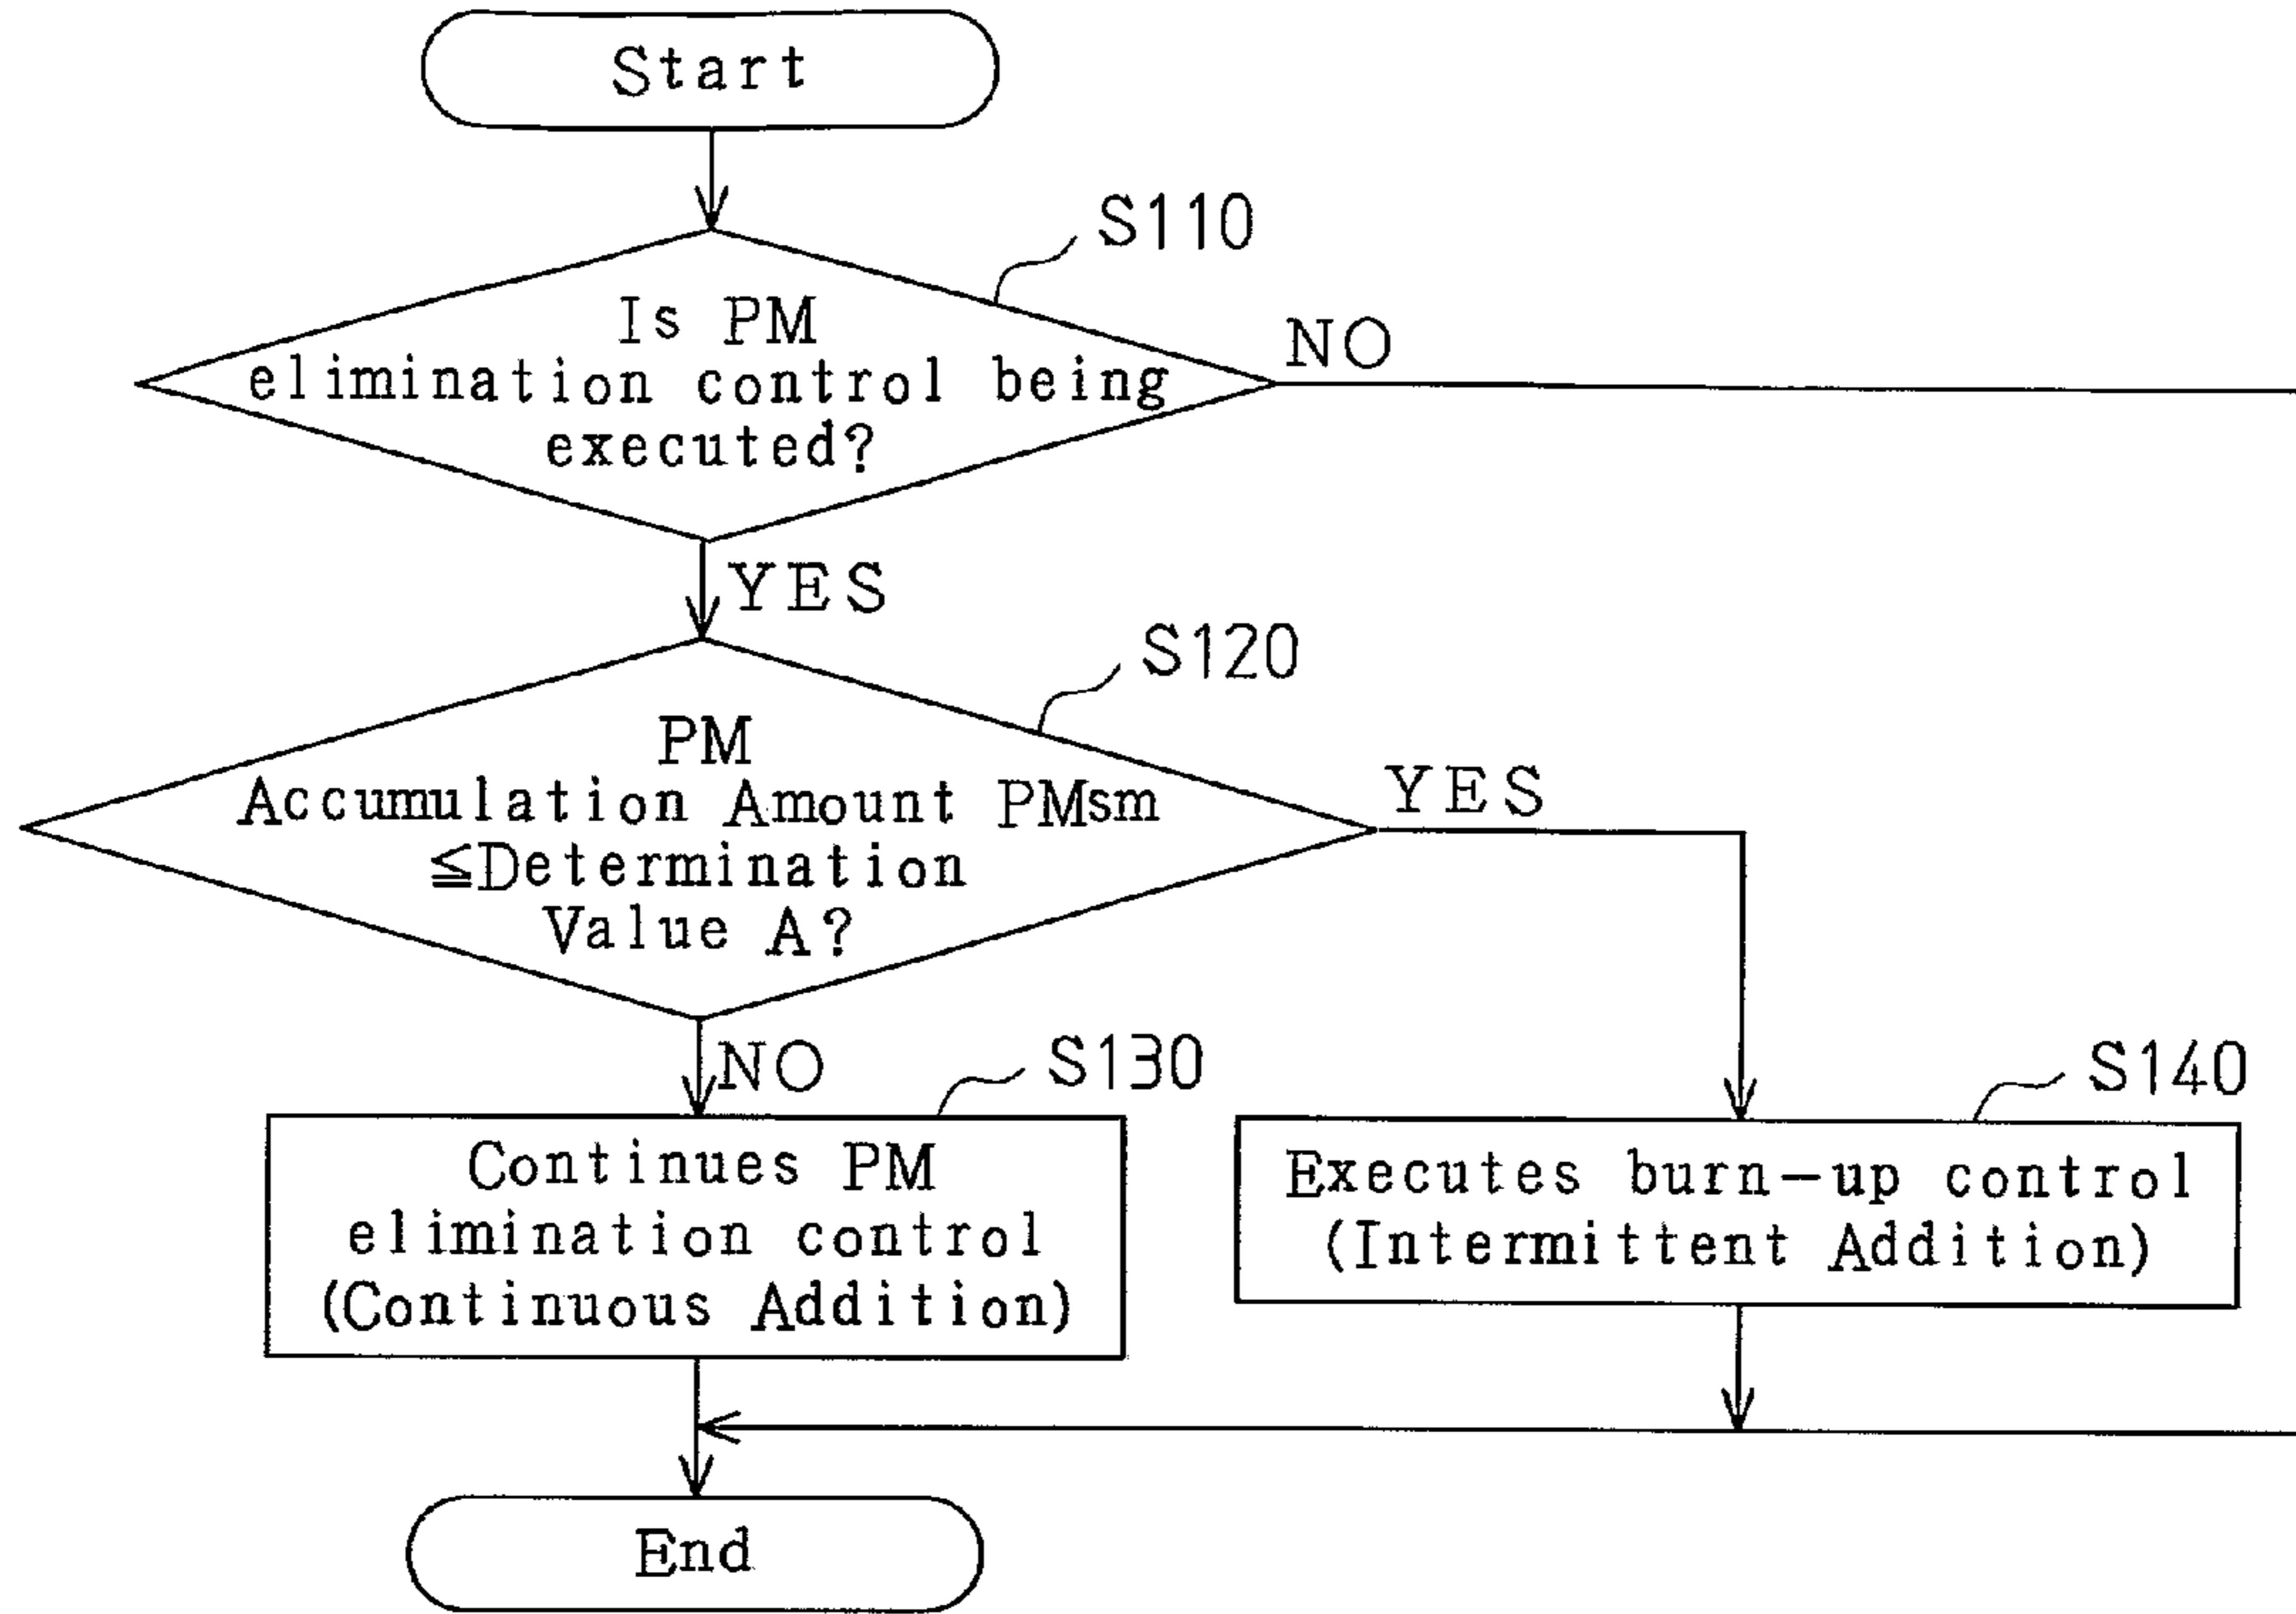 Start
S110
Is PM
elimination control being
executed?
NO
YES
S120
PM
Accumulation Amount PMsm
≦Determination
Value A?
YES
NO
S130
S140
Continues PM
elimination control
(Continuous Addition)
Executes burn-up control
(Intermittent Addition)
End